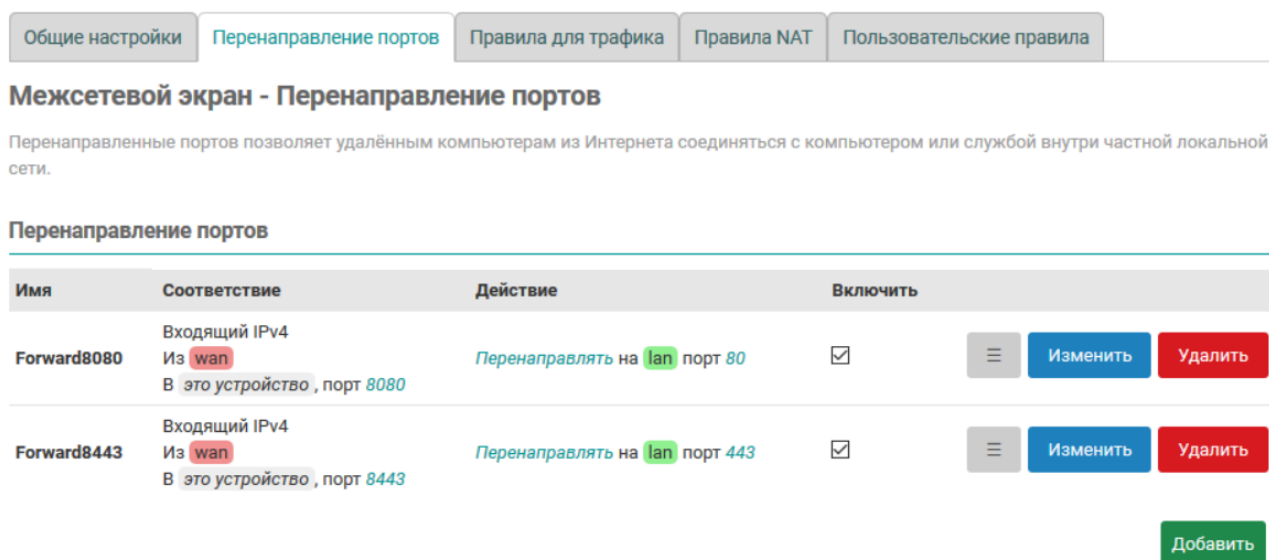 Общие настройки Перенаправление портов Правила для трафика Правила NAT Пользовательские правила
Межсетевой экран - Перенаправление портов
Перенаправленные портов позволяет удалённым компьютерам из Интернета соединяться с компьютером или службой внутри частной локальной
сети.
Перенаправление портов
Имя Соответствие Действие Включить
Forward8080
Входящий IPv4
Из wan
В это устройство , порт 8080
Перенаправлять на lan порт 80
Изменить Удалить
Forward8443
Входящий IPv4
Из wan
В это устройство , порт 8443
Перенаправлять на lan порт 443
Изменить Удалить
Добавить